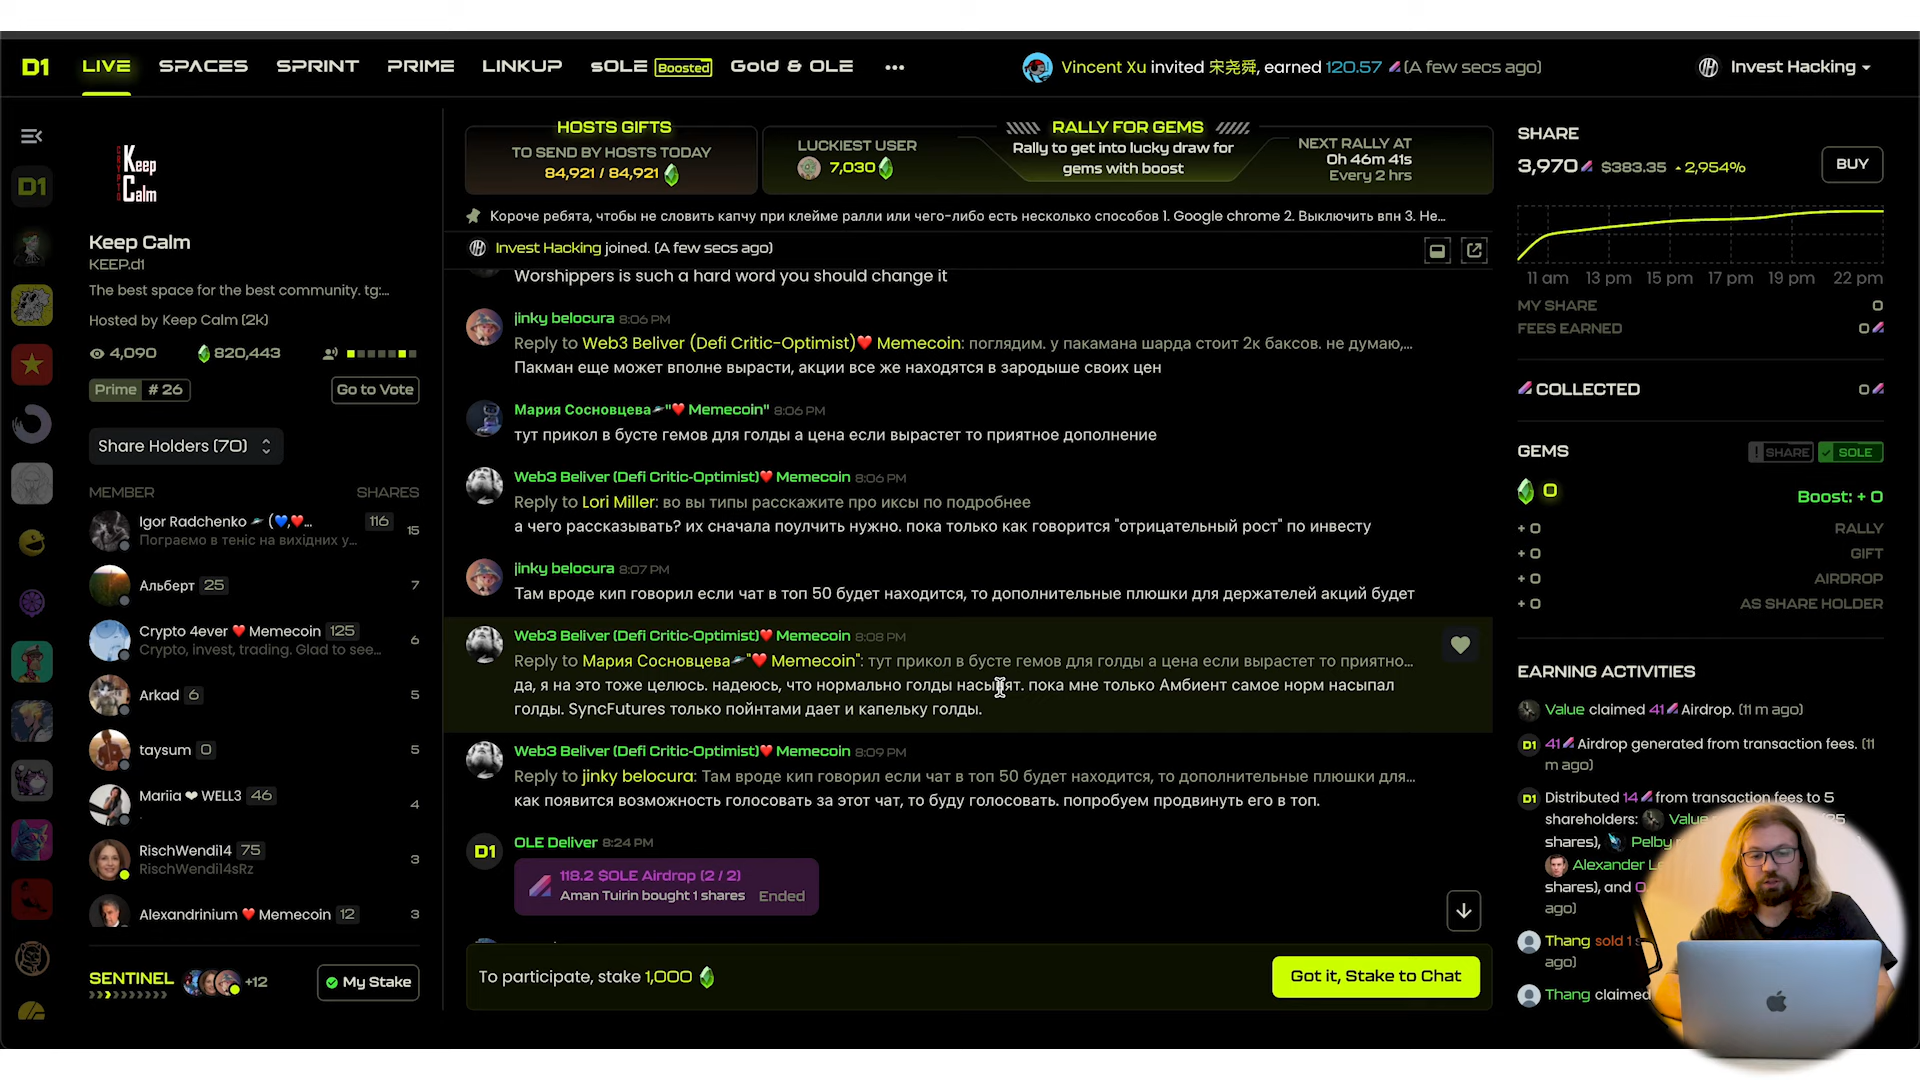 D1 LIVE SPACES SPRINT PRIME LINKUP sOLE Boosted Gold & OLE ••• Vincent Xu invited 宋尧舜, earned 120.57 (A few secs ago) Invest Hacking
Keep
Calm
D1
Keep Calm
KEEP.d1
The best space for the best community. tg:...
Hosted by Keep Calm (2k)
4,090 820,443
Prime # 26 Go to Vote
Share Holders (70)
MEMBER SHARES
Igor Radchenko (💙,❤️... 116 15
Пограємо в теніс на вихідних у...
Альберт 25 7
Crypto 4ever ❤️ Memecoin 125 6
Crypto, invest, trading. Glad to see...
Arkad 6 5
taysum 0 5
Mariia ❤ WELL3 46 4
.
RischWendi14 75 3
RischWendi14sRz
Alexandrinium ❤️ Memecoin 12 3
SENTINEL +12 My Stake
HOSTS GIFTS
TO SEND BY HOSTS TODAY
84,921 / 84,921
LUCKIEST USER
7,030
RALLY FOR GEMS
Rally to get into lucky draw for
gems with boost
NEXT RALLY AT
0h 46m 41s
Every 2 hrs
Короче ребята, чтобы не словить капчу при клейме ралли или чего-либо есть несколько способов 1. Google chrome 2. Выключить впн 3. Не...
Invest Hacking joined. (A few secs ago)
Worshippers is such a hard word you should change it
jinky belocura 8:06 PM
Reply to Web3 Beliver (Defi Critic-Optimist)❤️ Memecoin: поглядим. у пакамана шарда стоит 2к баксов. не думаю,...
Пакман еще может вполне вырасти, акции все же находятся в зародыше своих цен
Мария Сосновцева "❤️ Memecoin" 8:06 PM
тут прикол в бусте гемов для голды а цена если вырастет то приятное дополнение
Web3 Beliver (Defi Critic-Optimist)❤️ Memecoin 8:06 PM
Reply to Lori Miller: во вы типы расскажите про иксы по подробнее
а чего рассказывать? их сначала поулчить нужно. пока только как говорится "отрицательный рост" по инвесту
jinky belocura 8:07 PM
Там вроде кип говорил если чат в топ 50 будет находится, то дополнительные плюшки для держателей акций будет
Web3 Beliver (Defi Critic-Optimist)❤️ Memecoin 8:08 PM
Reply to Мария Сосновцева "❤️ Memecoin": тут прикол в бусте гемов для голды а цена если вырастет то приятно...
да, я на это тоже целюсь. надеюсь, что нормально голды насыпят. пока мне только Амбиент самое норм насыпал
голды. SyncFutures только пойнтами дает и капельку голды.
Web3 Beliver (Defi Critic-Optimist)❤️ Memecoin 8:09 PM
Reply to jinky belocura: Там вроде кип говорил если чат в топ 50 будет находится, то дополнительные плюшки для...
как появится возможность голосовать за этот чат, то буду голосовать. попробуем продвинуть его в топ.
D1 OLE Deliver 8:24 PM
118.2 $OLE Airdrop (2 / 2)
Aman Tuirin bought 1 shares Ended
To participate, stake 1,000 Got it, Stake to Chat
SHARE
3,970 $383.35 2,954% BUY
11 am 13 pm 15 pm 17 pm 19 pm 22 pm
MY SHARE 0
FEES EARNED 0
COLLECTED 0
GEMS SHARE SOLE
0 Boost: + 0
+ 0 RALLY
+ 0 GIFT
+ 0 AIRDROP
+ 0 AS SHARE HOLDER
EARNING ACTIVITIES
Value claimed 41 Airdrop. (11 m ago)
D1 41 Airdrop generated from transaction fees. (11
m ago)
D1 Distributed 14 from transaction fees to 5
shareholders: Value
shares), Pelby
Alexander
shares), and
ago)
Thang sold 1
ago)
Thang claimed